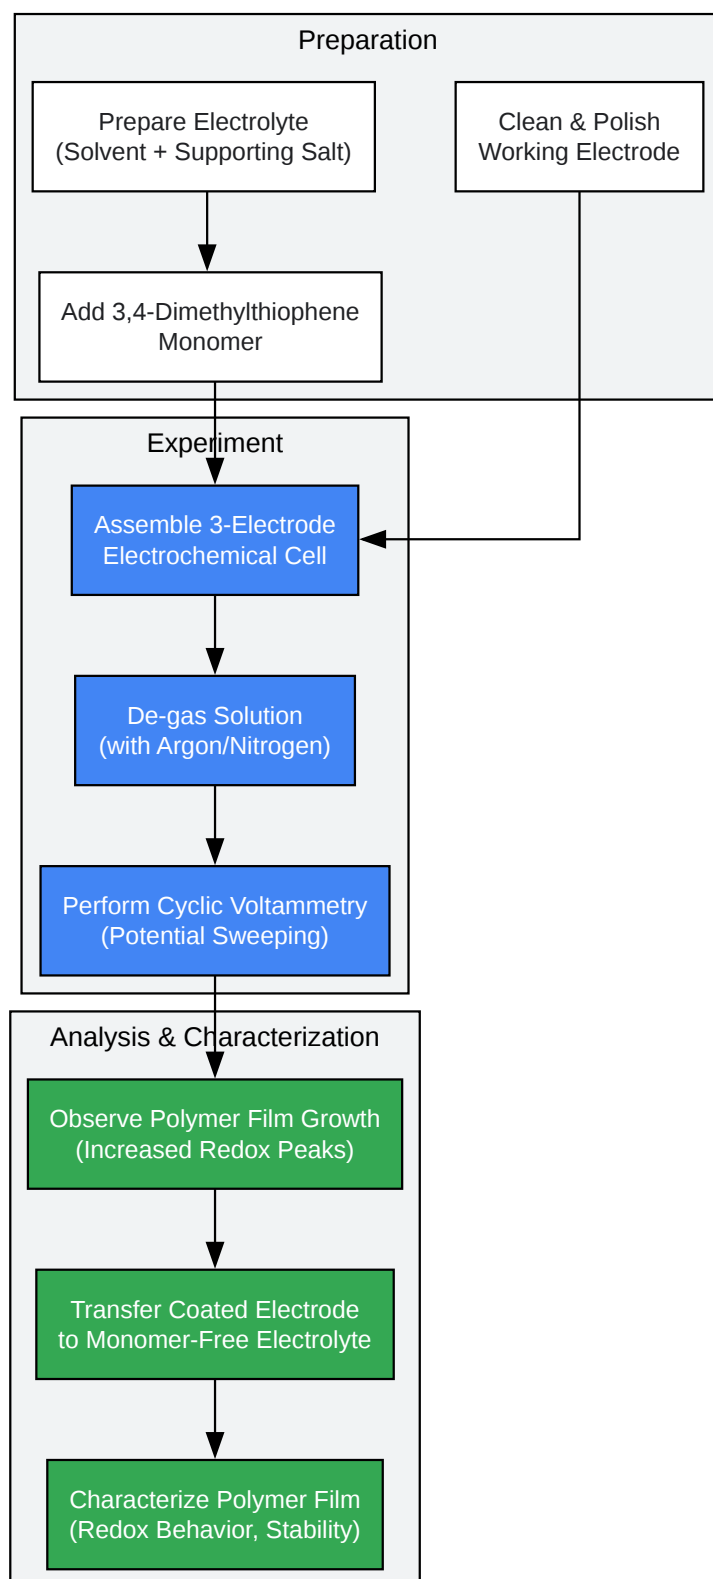 Preparation
Prepare Electrolyte
(Solvent + Supporting Salt)
Clean & Polish
Working Electrode
Add 3,4-Dimethylthiophene
Monomer
Experiment
Assemble 3-Electrode
Electrochemical Cell
De-gas Solution
(with Argon/Nitrogen)
Perform Cyclic Voltammetry
(Potential Sweeping)
Analysis & Characterization
Observe Polymer Film Growth
(Increased Redox Peaks)
Transfer Coated Electrode
to Monomer-Free Electrolyte
Characterize Polymer Film
(Redox Behavior, Stability)